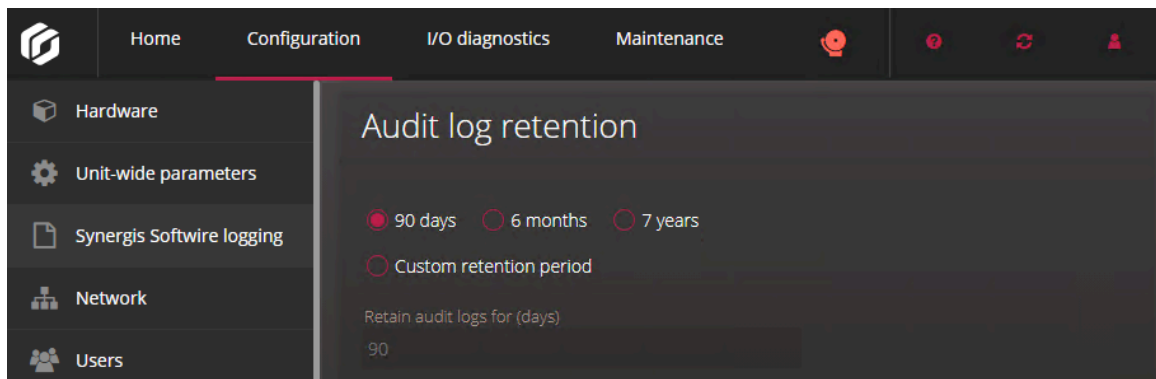 Home Configuration I/O diagnostics Maintenance
Hardware
Unit-wide parameters
Synergis Softwire logging
Network
Users
Audit log retention
90 days 6 months 7 years
Custom retention period
Retain audit logs for (days)
90